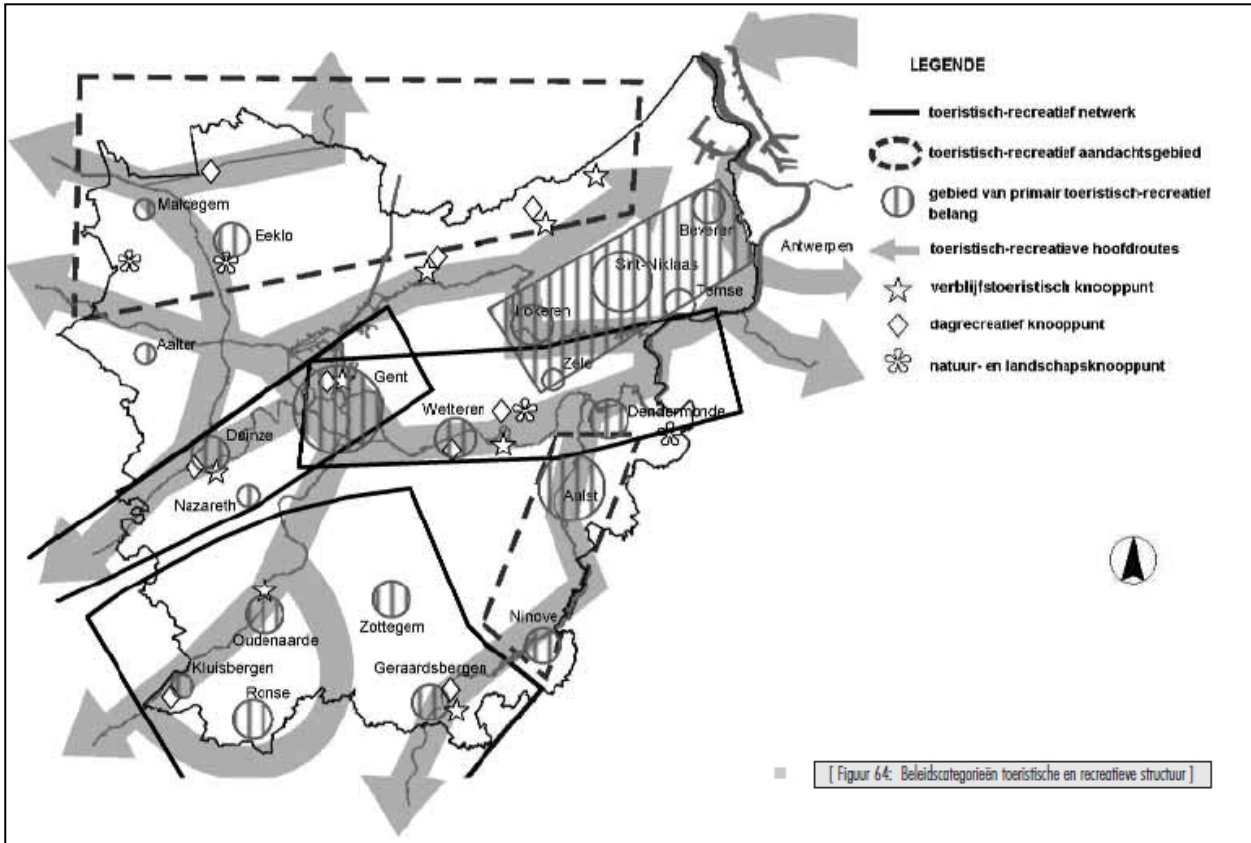 LEGENDE
toeristisch-recreatief netwerk
toeristisch-recreatief aandachtsgebied
gebied van primair toeristisch-recreatief
belang
toeristisch-recreatieve hoofdroutes
verblijfstoeristisch knooppunt
dagrecreatief knooppunt
natuur- en landschapsknooppunt
Maldegem
Eeklo
Beveren
Sint-Niklaas
Antwerpen
Temse
Lokeren
Aalter
Zele
Gent
Wetteren
Dendermonde
Deinze
Nazareth
Aalst
Ninove
Zottegem
Oudenaarde
Kluisbergen
Geraardsbergen
Ronse
[ Figuur 64: Beleidscategorieën toeristische en recreatieve structuur ]